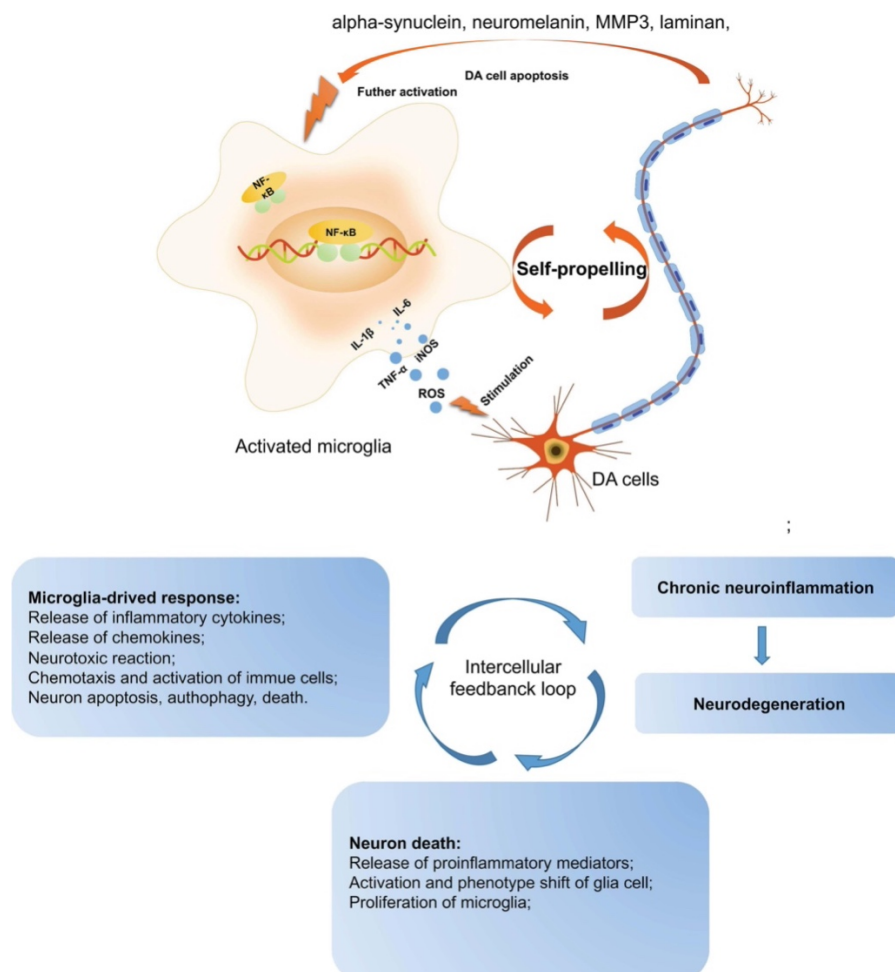 alpha-synuclein, neuromelanin, MMP3, laminan,
DA cell apoptosis
Futher activation
NF-
κB
NF-κB
Self-propelling
IL-6
IL-1β
iNOS
TNF-α
ROS
Stimulation
Activated microglia
DA cells
;
Microglia-drived response:
Release of inflammatory cytokines;
Release of chemokines;
Neurotoxic reaction;
Chemotaxis and activation of immue cells;
Neuron apoptosis, authophagy, death.
Intercellular
feedbanck loop
Chronic neuroinflammation
Neurodegeneration
Neuron death:
Release of proinflammatory mediators;
Activation and phenotype shift of glia cell;
Proliferation of microglia;